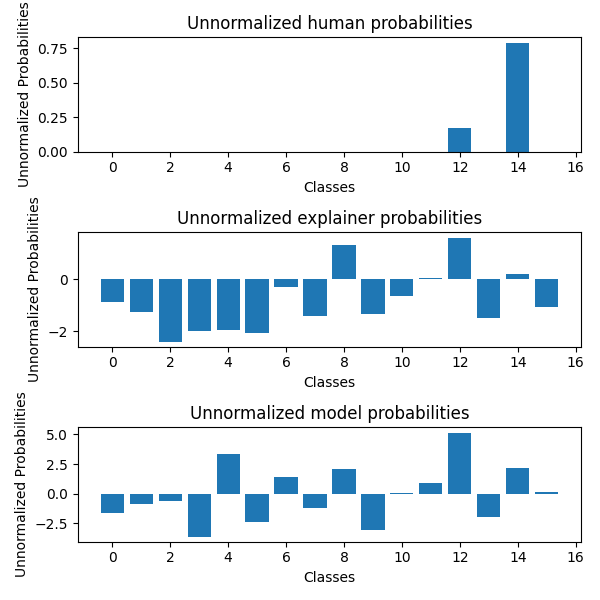 Unnormalized human probabilities
Unnormalized Probabilities
0.75
0.50
0.25
0.00
0 2 4 6 8 10 12 14 16
Classes
Unnormalized explainer probabilities
Unnormalized Probabilities
0
−2
0 2 4 6 8 10 12 14 16
Classes
Unnormalized model probabilities
Unnormalized Probabilities
5.0
2.5
0.0
−2.5
0 2 4 6 8 10 12 14 16
Classes